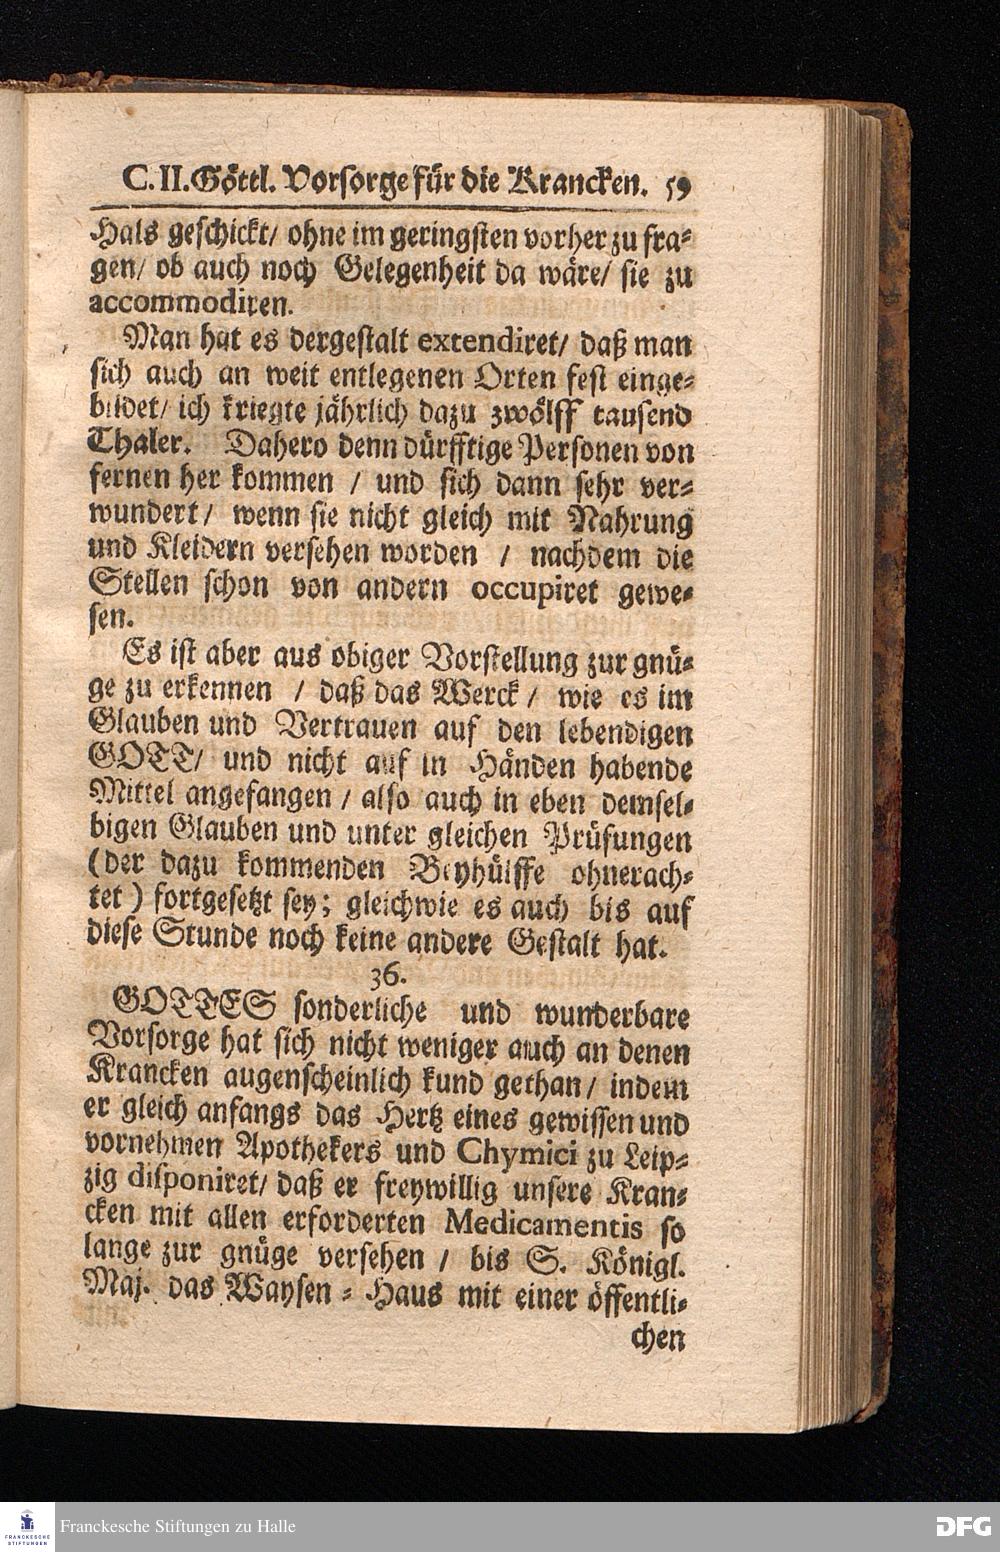 C. II. Göttl. Vorsorge für die Krancken. 59
Hals geschickt/ ohne im geringsten vorher zu fra-
gen/ ob auch noch Gelegenheit da wäre/ sie zu
accommodiren.
Man hat es dergestalt extendiret/ daß man
sich auch an weit entlegenen Orten fest einge-
bildet/ ich kriegte jährlich dazu zwölff tausend
Thaler. Dahero denn dürfftige Personen von
fernen her kommen / und sich dann sehr ver-
wundert/ wenn sie nicht gleich mit Nahrung
und Kleidern versehen worden / nachdem die
Stellen schon von andern occupiret gewe-
sen.
Es ist aber aus obiger Vorstellung zur gnü-
ge zu erkennen / daß das Werck / wie es im
Glauben und Vertrauen auf den lebendigen
GOTT/ und nicht auf in Händen habende
Mittel angefangen / also auch in eben demsel-
bigen Glauben und unter gleichen Prüfungen
(der dazu kommenden Beyhülffe ohnerach-
tet) fortgesetzt sey; gleichwie es auch bis auf
diese Stunde noch keine andere Gestalt hat.
36.
GOTTES sonderliche und wunderbare
Vorsorge hat sich nicht weniger auch an denen
Krancken augenscheinlich kund gethan/ indem
er gleich anfangs das Hertz eines gewissen und
vornehmen Apothekers und Chymici zu Leip-
zig disponiret/ daß er freywillig unsere Kran-
cken mit allen erforderten Medicamentis so
lange zur gnüge versehen / bis S. Königl.
Maj. das Waysen-Haus mit einer öffentli-
chen
FRANCKESCHE
STIFTUNGEN
Franckesche Stiftungen zu Halle
DFG